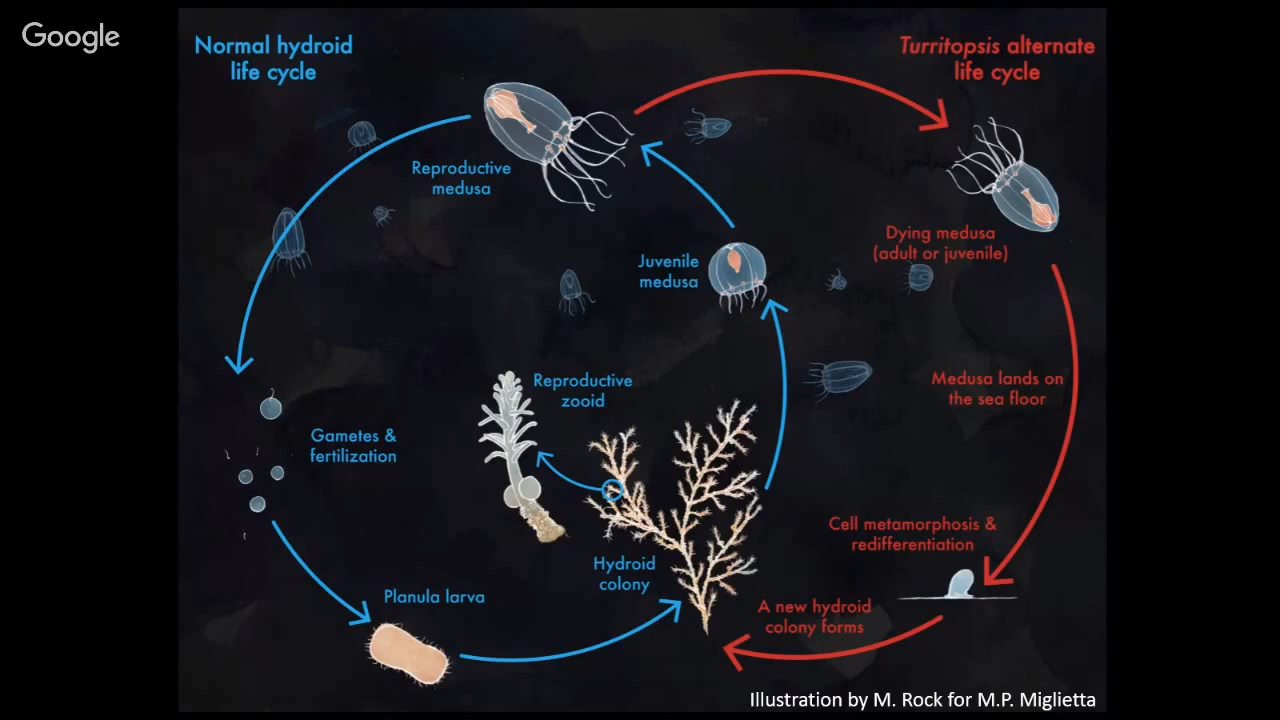 Google
Normal hydroid
life cycle
Turritopsis alternate
life cycle
Reproductive
medusa
Juvenile
medusa
Dying medusa
(adult or juvenile)
Medusa lands on
the sea floor
Reproductive
zooid
Gametes &
fertilization
Cell metamorphosis &
redifferentiation
Hydroid
colony
Planula larva
A new hydroid
colony forms
Illustration by M. Rock for M.P. Miglietta